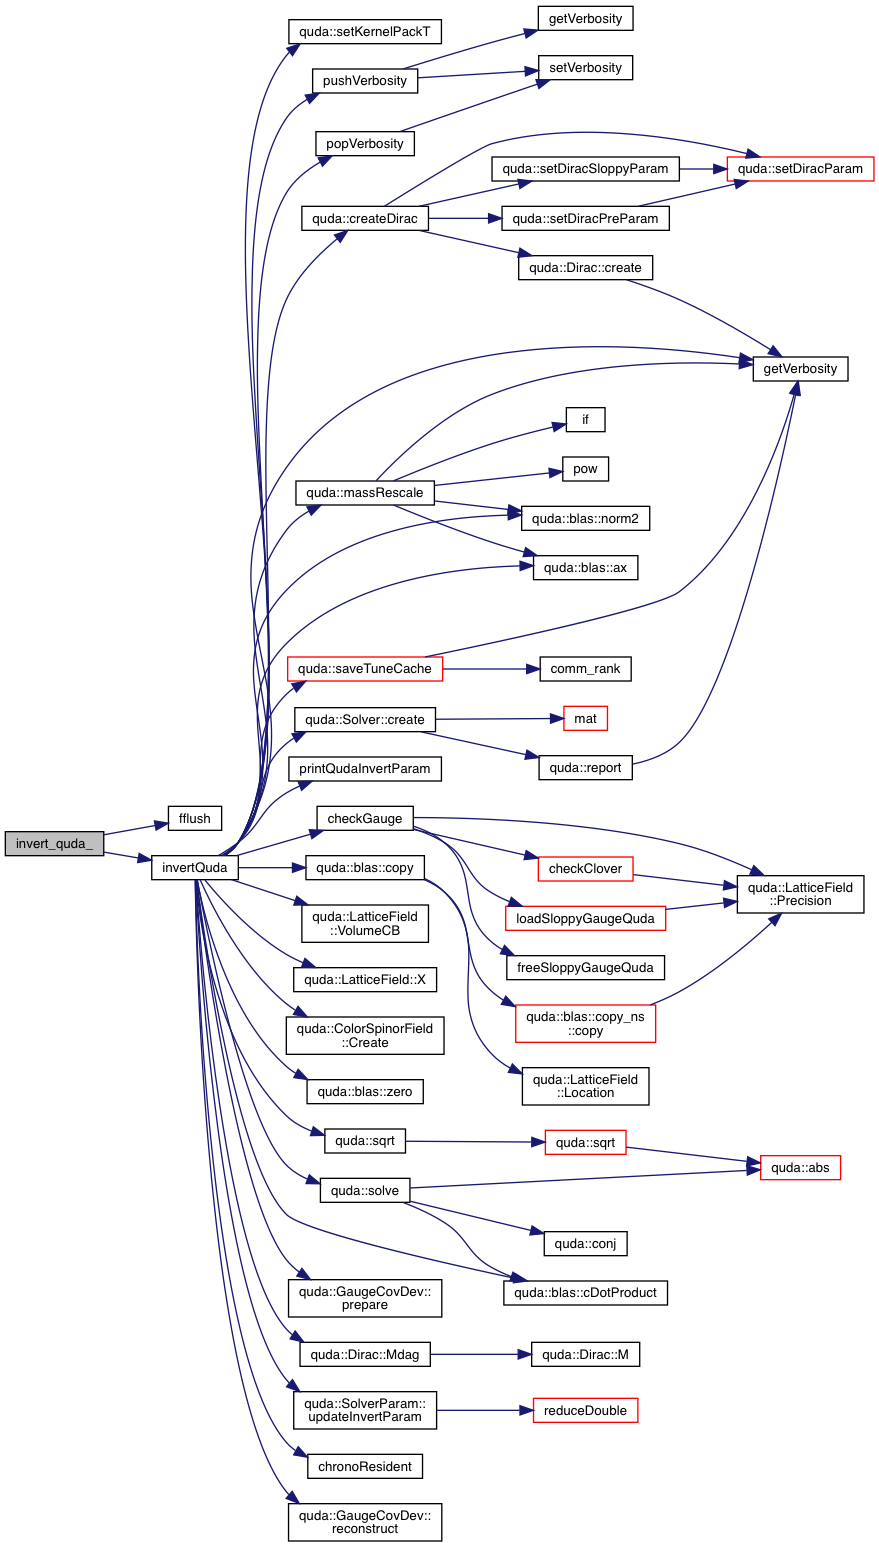 getVerbosity
quda::setKernelPackT
setVerbosity
pushVerbosity
popVerbosity
quda::setDiracSloppyParam
quda::setDiracParam
quda::createDirac
quda::setDiracPreParam
quda::Dirac::create
getVerbosity
if
pow
quda::massRescale
quda::blas::norm2
quda::blas::ax
quda::saveTuneCache
comm_rank
quda::Solver::create
mat
printQudaInvertParam
quda::report
fflush
checkGauge
invert_quda_
invertQuda
quda::blas::copy
checkClover
quda::LatticeField
::Precision
quda::LatticeField
::VolumeCB
loadSloppyGaugeQuda
freeSloppyGaugeQuda
quda::LatticeField::X
quda::blas::copy_ns
::copy
quda::ColorSpinorField
::Create
quda::LatticeField
::Location
quda::blas::zero
quda::sqrt
quda::sqrt
quda::abs
quda::solve
quda::conj
quda::blas::cDotProduct
quda::GaugeCovDev::
prepare
quda::Dirac::Mdag
quda::Dirac::M
quda::SolverParam::
updateInvertParam
reduceDouble
chronoResident
quda::GaugeCovDev::
reconstruct